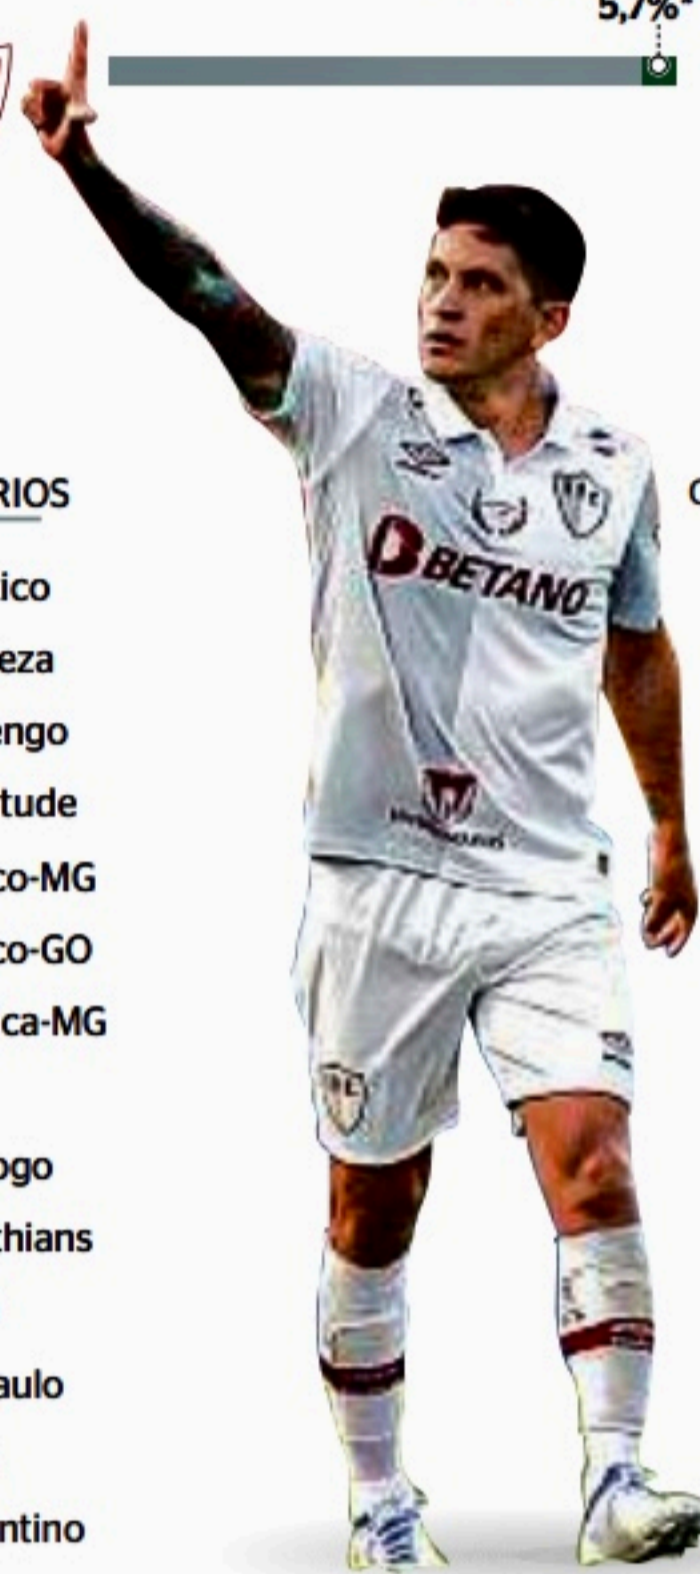 5,7%*
RIOS
ico
eza
engo
tude
co-MG
co-GO
ca-MG
ogo
thians
aulo
ntino
BETANO